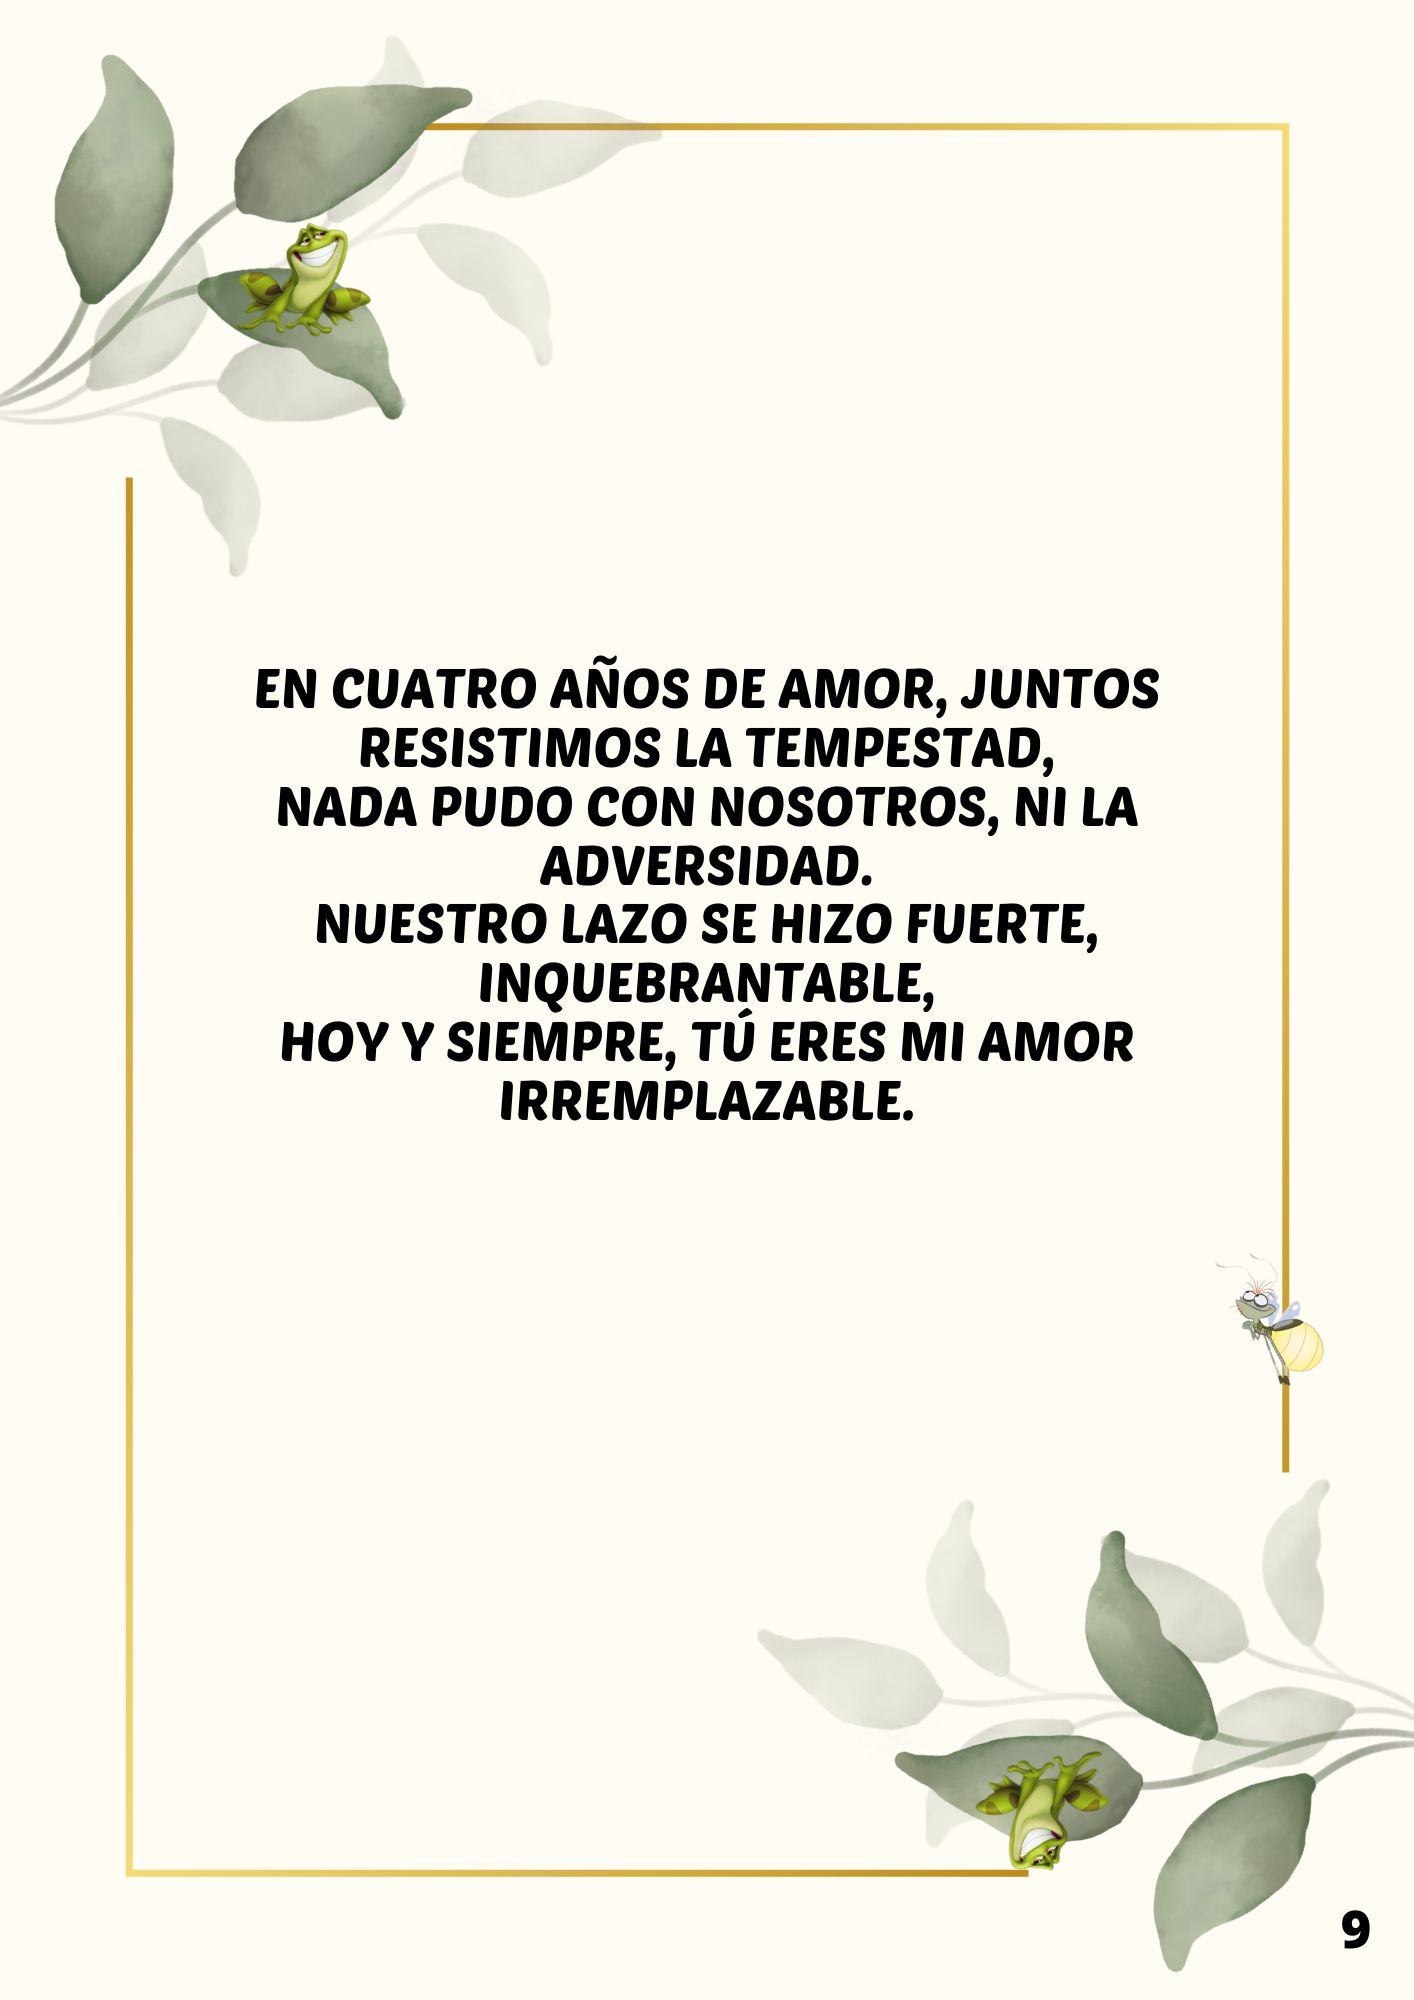 EN CUATRO AÑOS DE AMOR, JUNTOS
RESISTIMOS LA TEMPESTAD,
NADA PUDO CON NOSOTROS, NI LA
ADVERSIDAD.
NUESTRO LAZO SE HIZO FUERTE,
INQUEBRANTABLE,
HOY Y SIEMPRE, TÚ ERES MI AMOR
IRREMPLAZABLE.
9